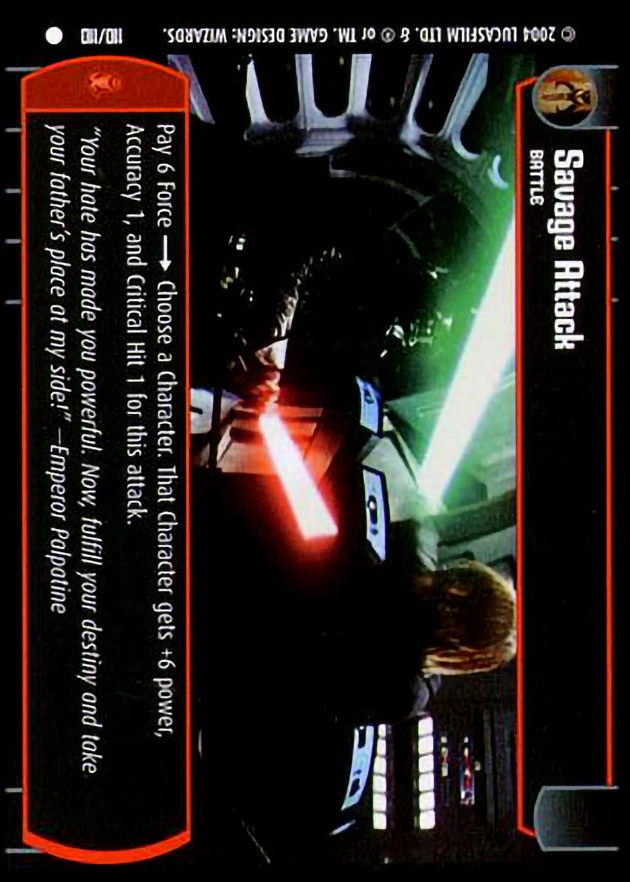 Savage Attack
BATTLE
Pay 6 Force → Choose a Character. That Character gets +6 power,
Accuracy 1, and Critical Hit 1 for this attack.
"Your hate has made you powerful. Now, fulfill your destiny and take
your father's place at my side!" —Emperor Palpatine
110/110
© 2004 LUCASFILM LTD. & ® or TM. GAME DESIGN: WIZARDS.